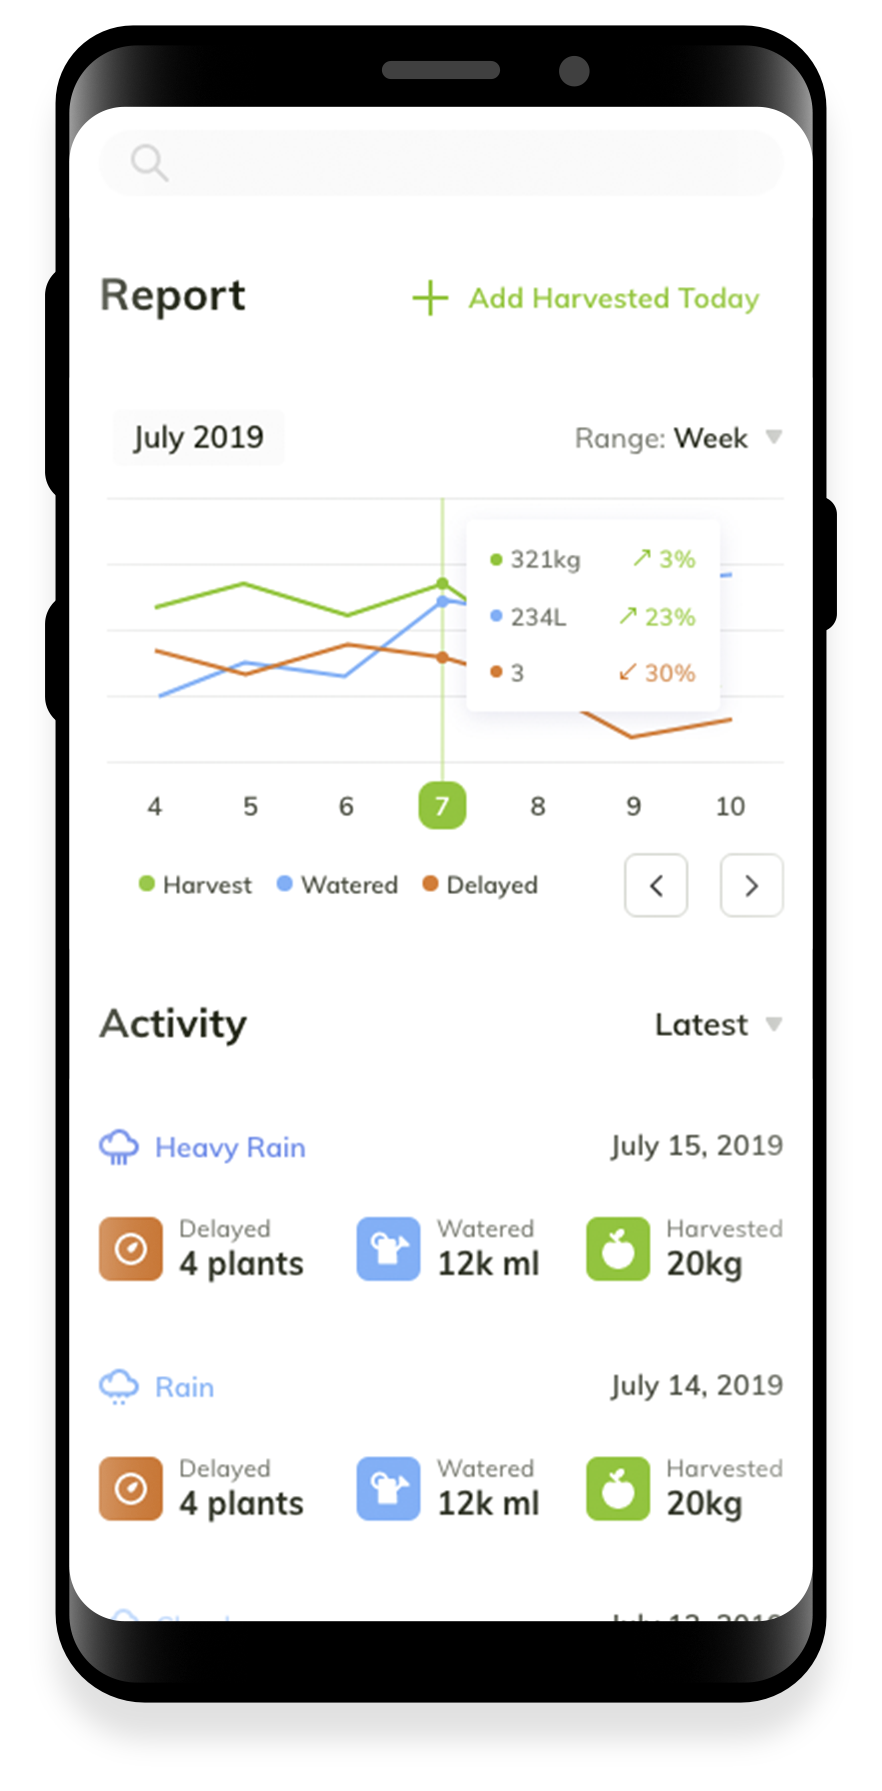 Report
Add Harvested Today
July 2019
Range: Week
321kg 3%
234L 23%
3 30%
4 5 6 7 8 9 10
Harvest Watered Delayed
Activity
Latest
Heavy Rain
July 15, 2019
Delayed Watered Harvested
4 plants 12k ml 20kg
Rain
July 14, 2019
Delayed Watered Harvested
4 plants 12k ml 20kg